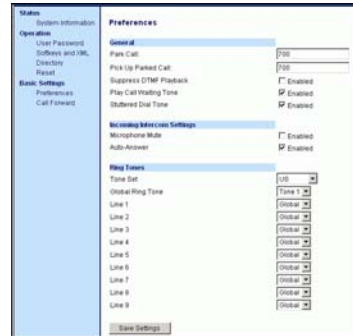 Status
System Information
Operation
User Password
Softkeys and XML
Directory
Reset
Basic Settings
Preferences
Call Forward
Preferences
General
Park Call: 700
Pick Up Parked Call: 700
Suppress DTMF Playback Enabled
Play Call Waiting Tone Enabled
Stuttered Dial Tone Enabled
Incoming Intercom Settings
Microphone Mute Enabled
Auto-Answer Enabled
Ring Tones
Tone Set US
Global Ring Tone Tone 1
Line 1 Global
Line 2 Global
Line 3 Global
Line 4 Global
Line 5 Global
Line 6 Global
Line 7 Global
Line 8 Global
Line 9 Global
Save Settings